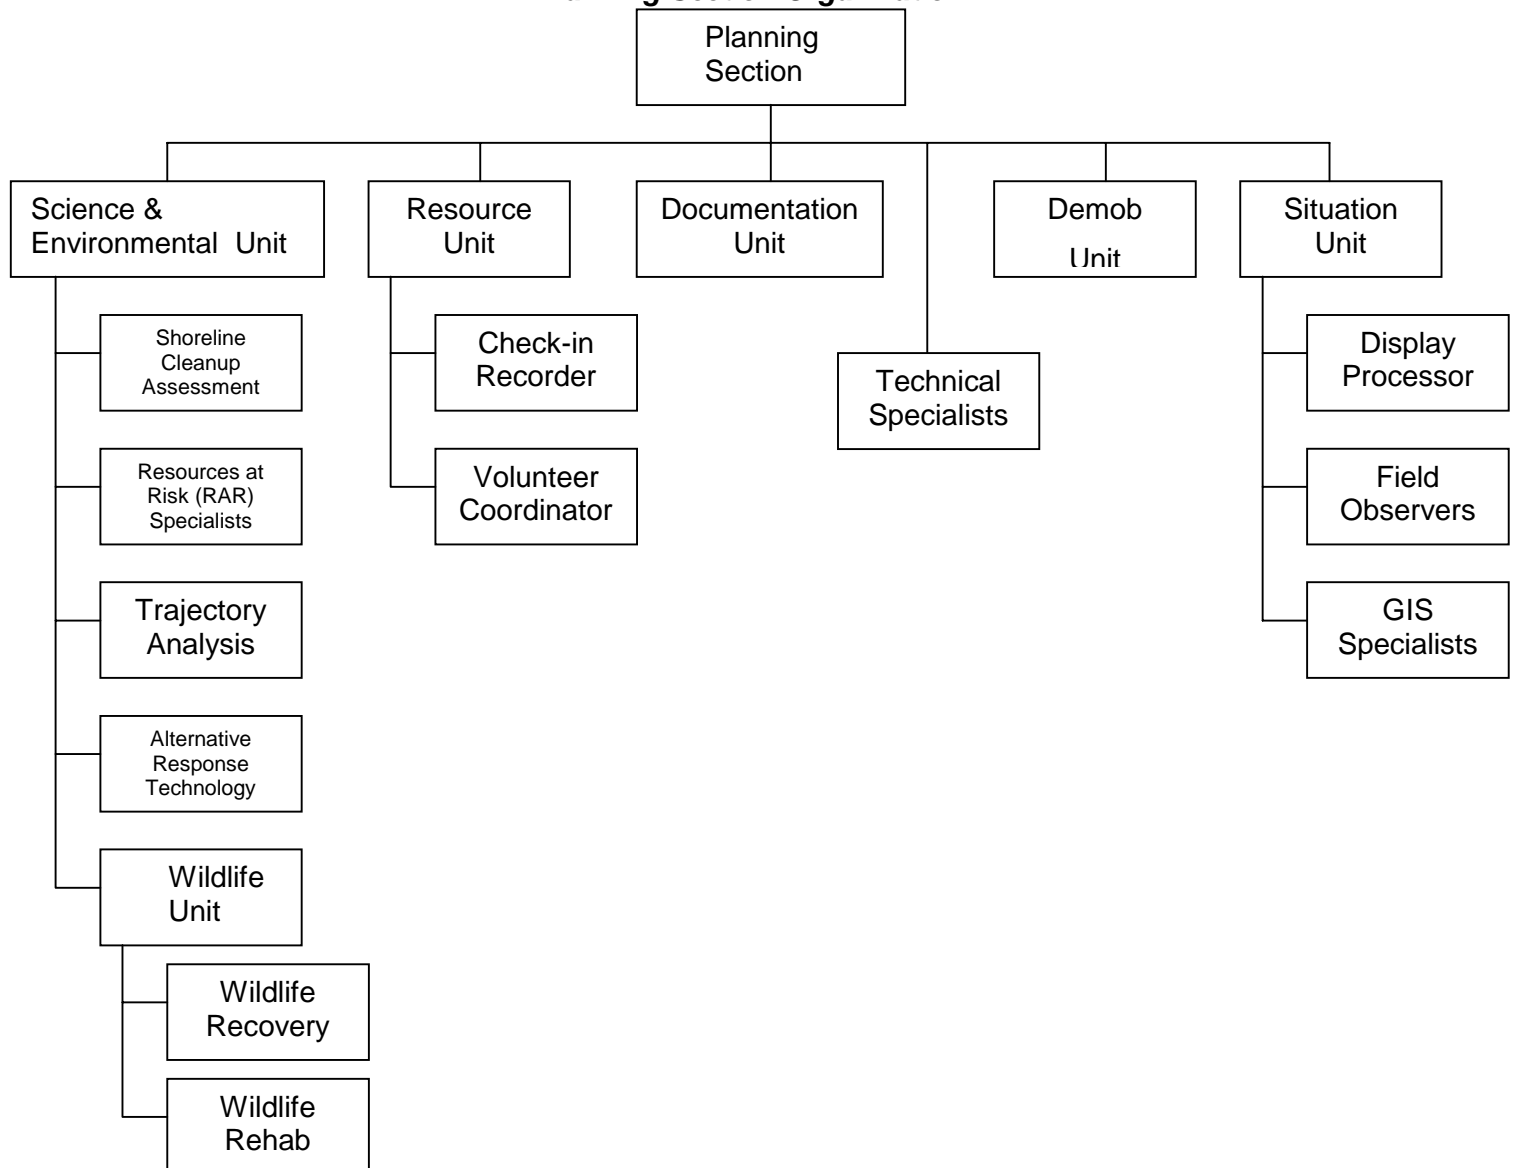 Planning
Section
Science &
Environmental Unit
Resource
Unit
Documentation
Unit
Demob
Unit
Situation
Unit
Shoreline
Cleanup
Assessment
Check-in
Recorder
Technical
Specialists
Display
Processor
Resources at
Risk (RAR)
Specialists
Volunteer
Coordinator
Field
Observers
Trajectory
Analysis
GIS
Specialists
Alternative
Response
Technology
Wildlife
Unit
Wildlife
Recovery
Wildlife
Rehab